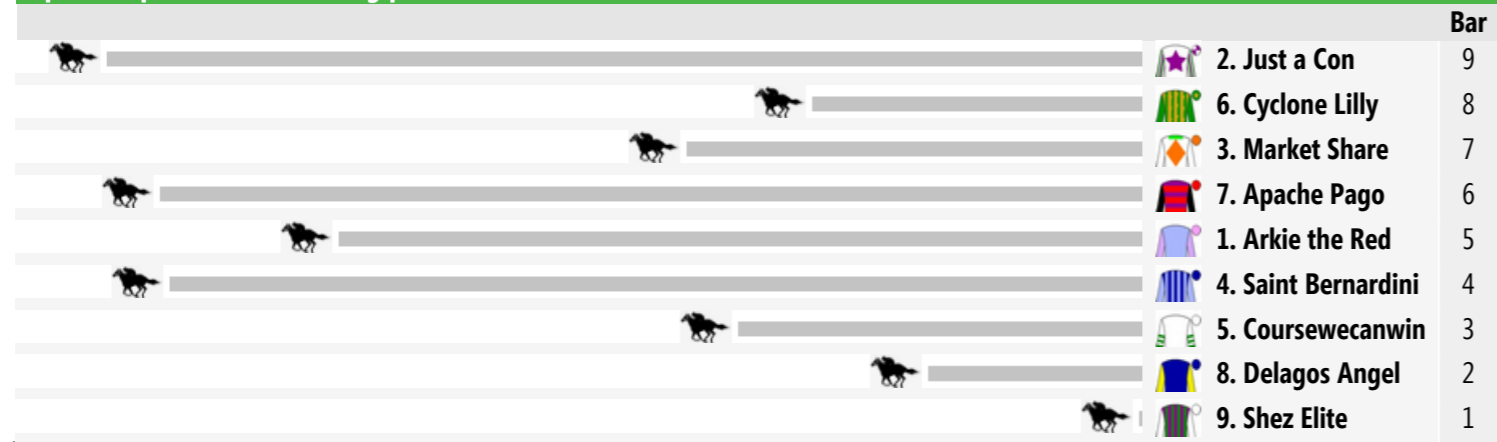 Bar
2. Just a Con 9
6. Cyclone Lilly 8
3. Market Share 7
7. Apache Pago 6
1. Arkie the Red 5
4. Saint Bernardini 4
5. Coursewecanwin 3
8. Delagos Angel 2
9. Shez Elite 1